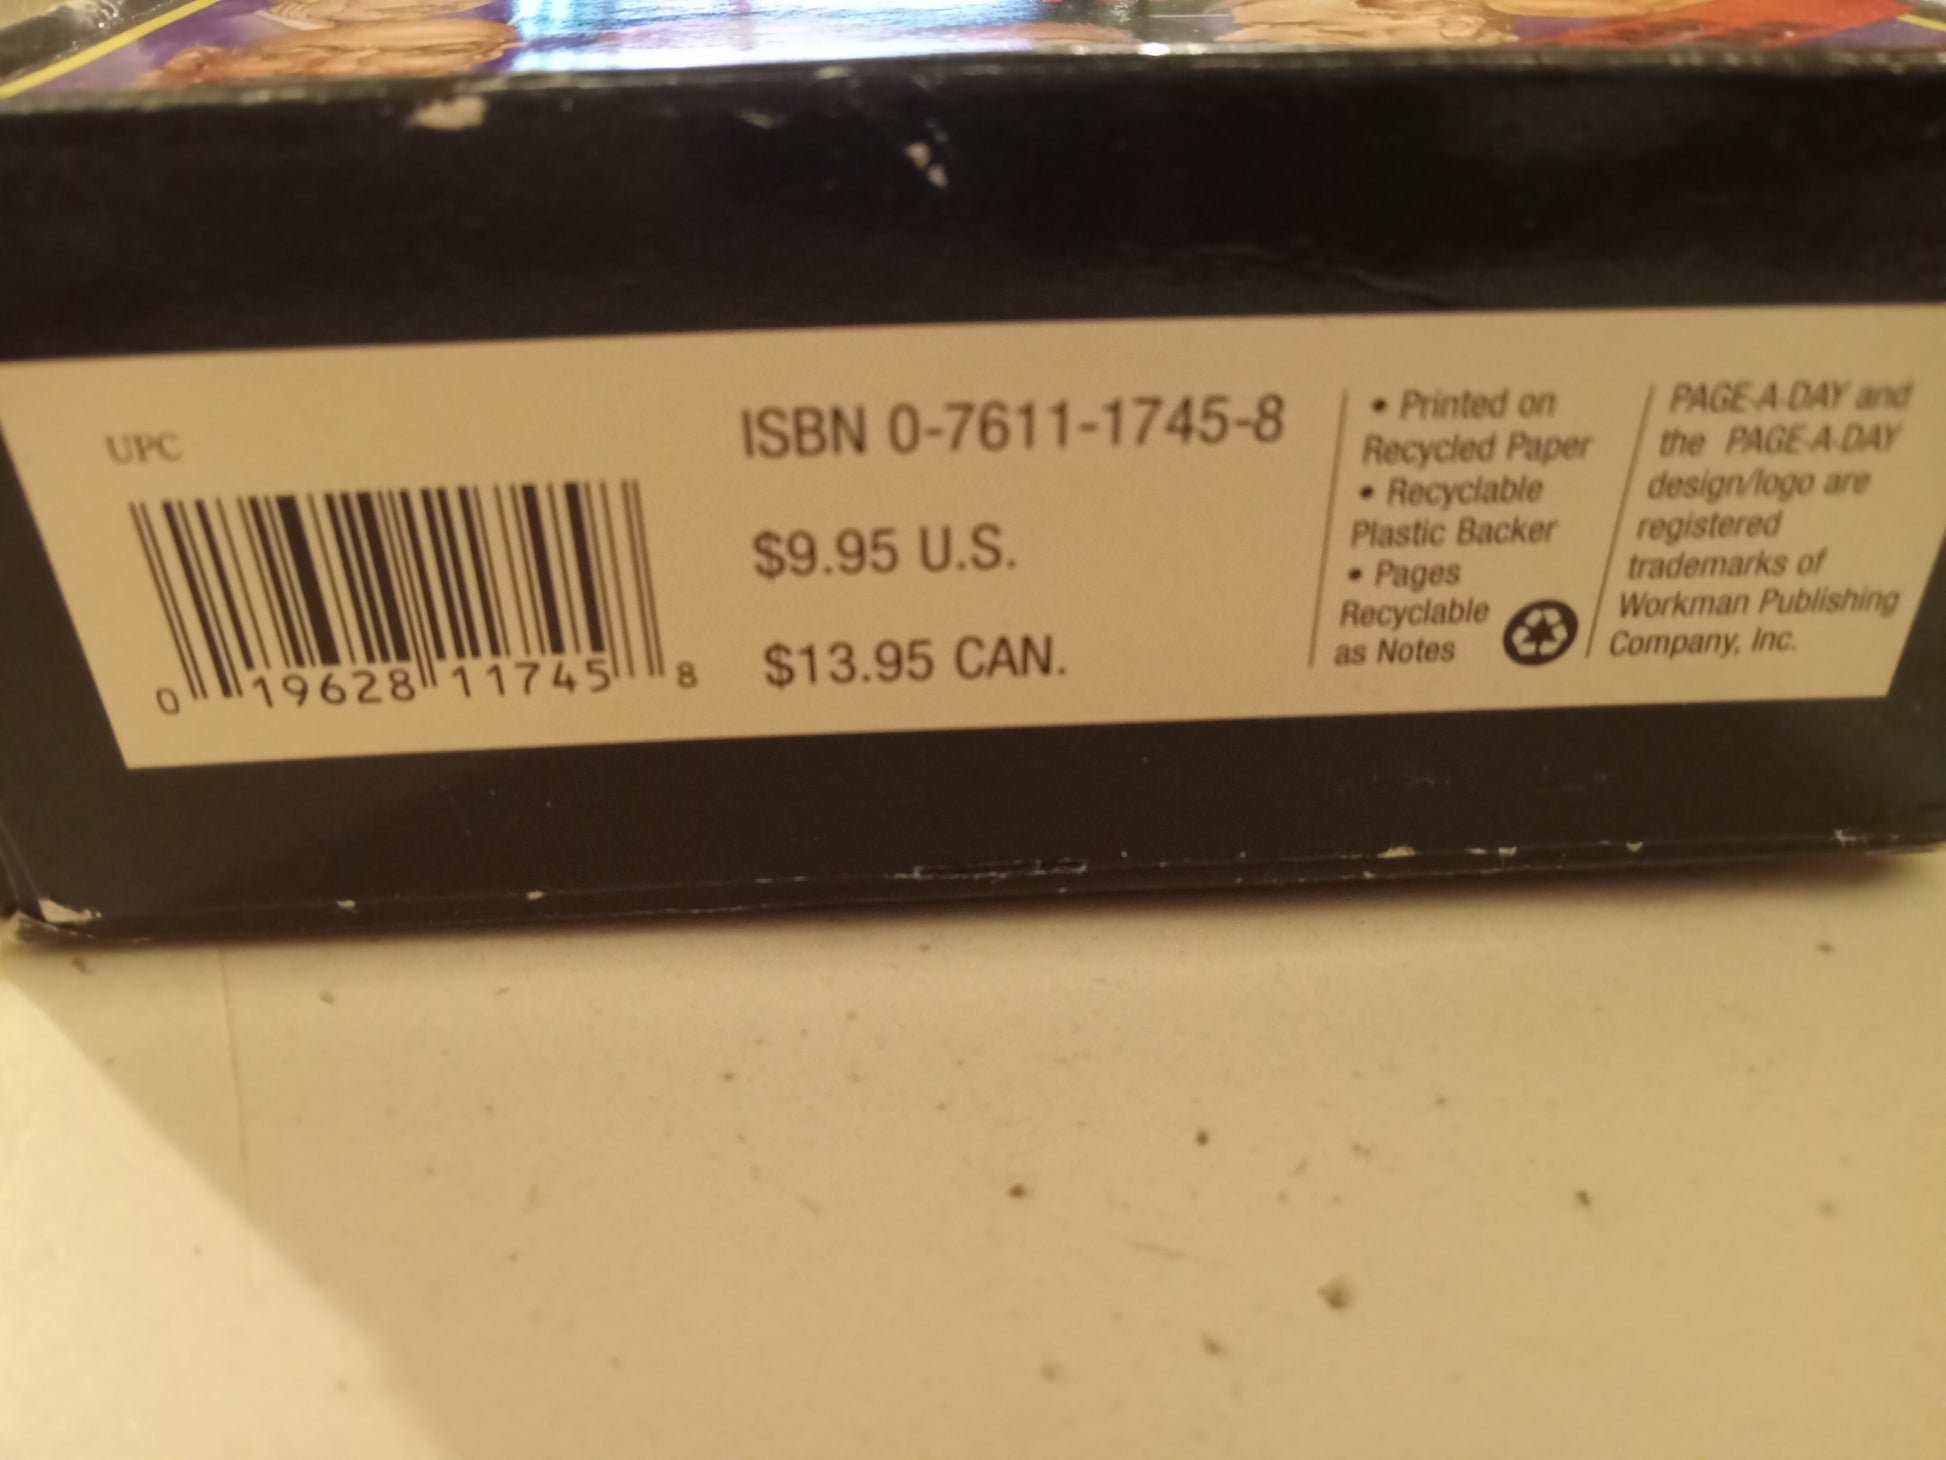 UPC
0 19628 11745 8
ISBN 0-7611-1745-8
$9.95 U.S.
$13.95 CAN.
• Printed on
Recycled Paper
• Recyclable
Plastic Backer
• Pages
Recyclable
as Notes
PAGE-A-DAY and
the PAGE-A-DAY
design/logo are
registered
trademarks of
Workman Publishing
Company, Inc.